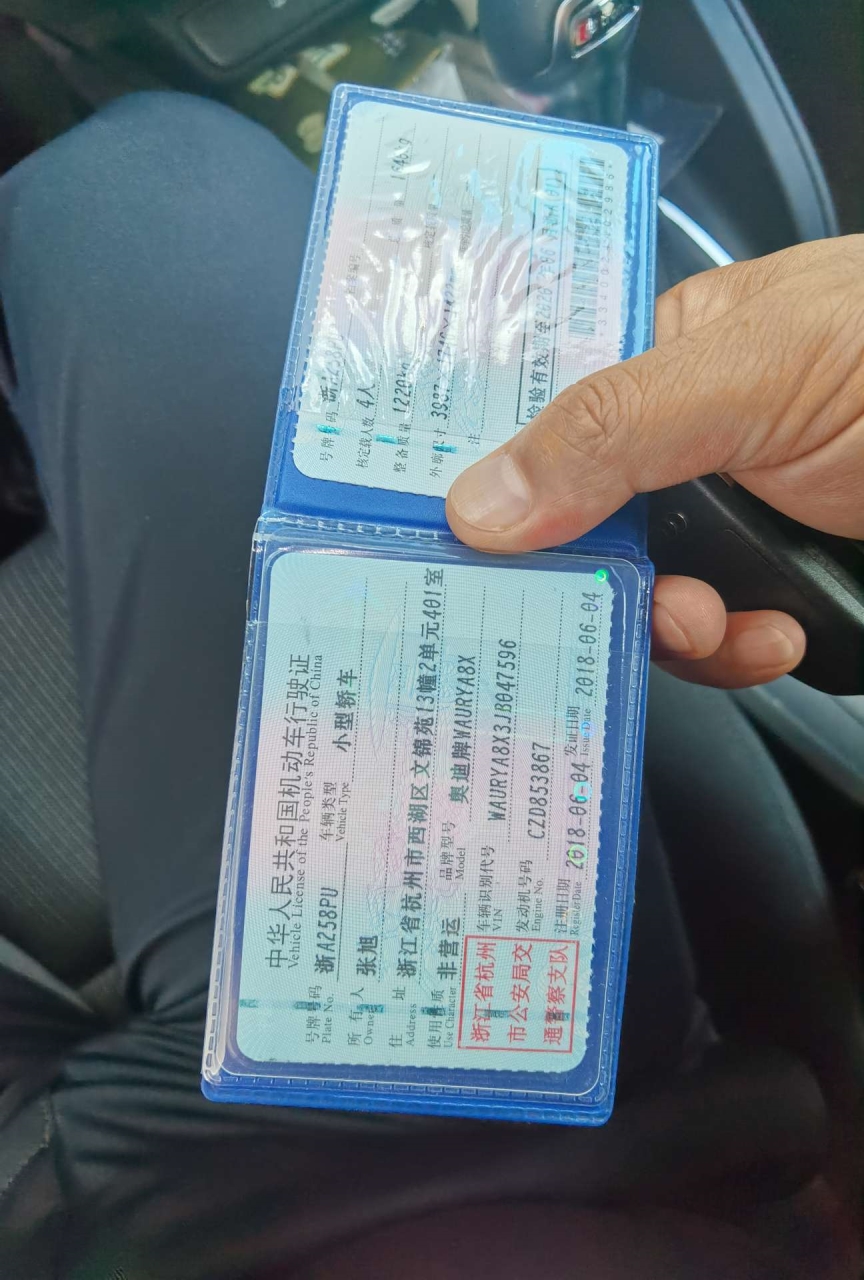 中华人民共和国机动车行驶证
Vehicle License of the People's Republic of China
号牌号码 浙A258PU 车辆类型 小型轿车
Plate No. Vehicle Type
所有人 张旭
Owner
住址 浙江省杭州市西湖区文锦苑13幢2单元401室
Address
使用性质 非营运 品牌型号 奥迪牌WAURYA8X
Use Character Model
浙江省杭州
市公安局交
通警察支队
车辆识别代号 WAURYA8X3JB047596
VIN
发动机号码 CZD853867
Engine No.
注册日期 2018-06-04 发证日期 2018-06-04
Register Date Issue Date
号牌号码
核定载人数 4人
整备质量 1220kg
外廓尺寸
注
检验有效期至